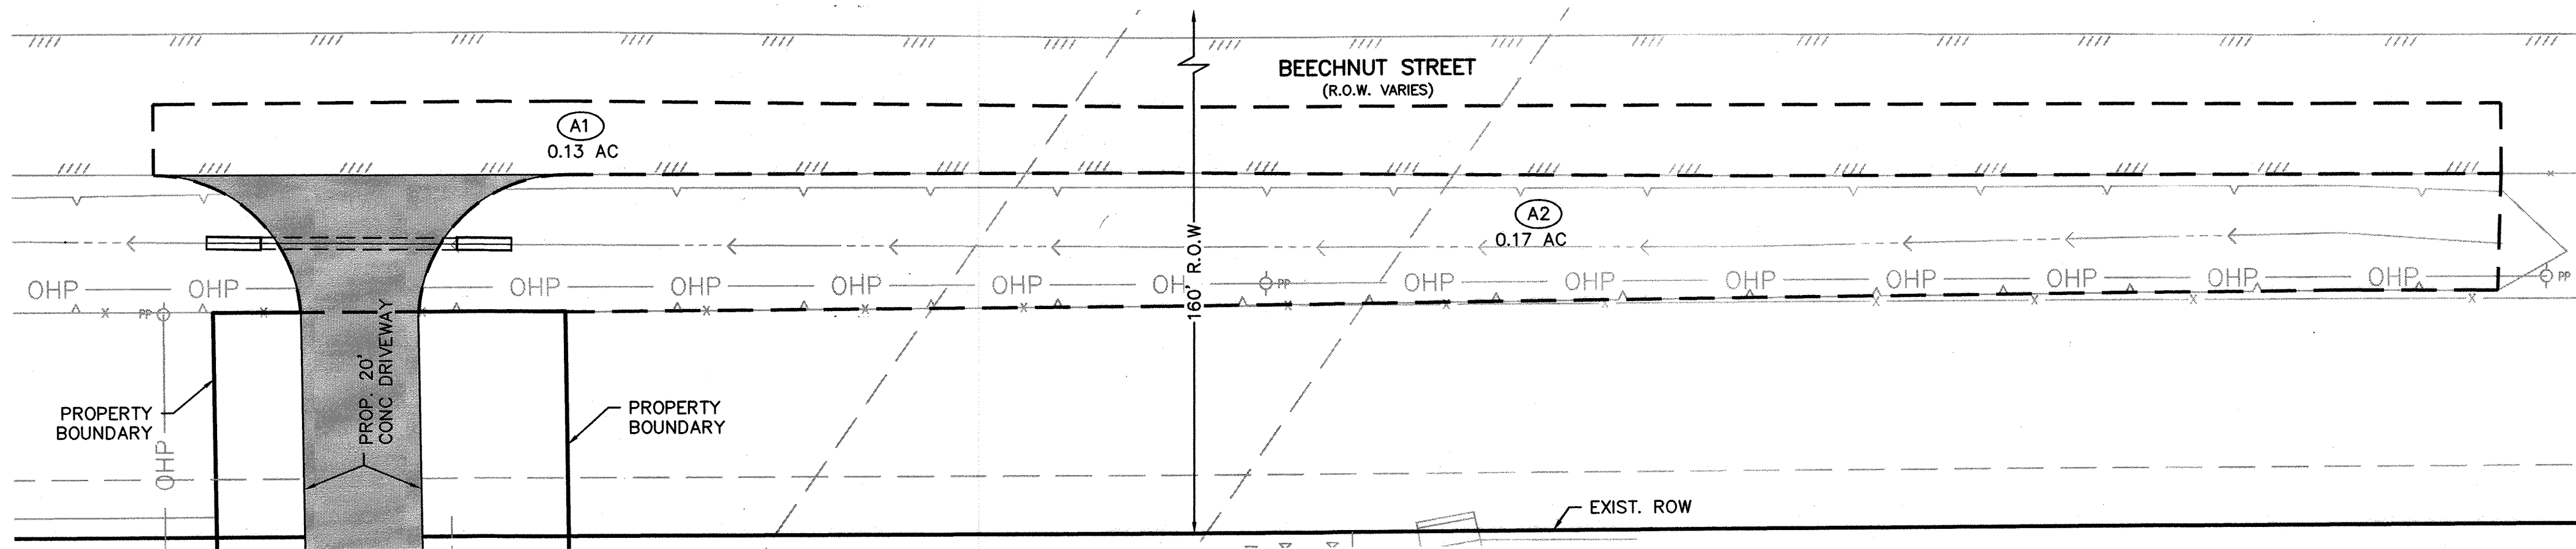 BEECHNUT STREET
(R.O.W. VARIES)
A1
0.13 AC
A2
0.17 AC
160' R.O.W
OHP OHP OHP OHP OHP OHP OHP PP OHP OHP OHP OHP OHP OHP OHP PP
PP
PROP. 20'
CONC. DRIVEWAY
PROPERTY
BOUNDARY
PROPERTY
BOUNDARY
OHP
EXIST. ROW